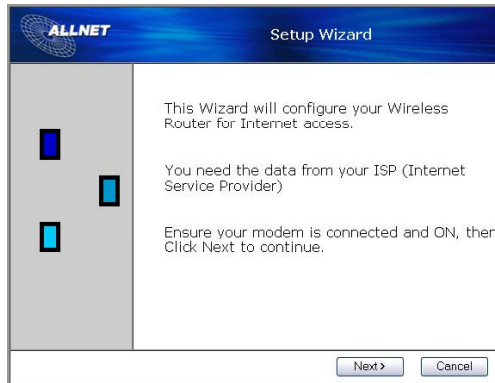 ALLNET
Setup Wizard
This Wizard will configure your Wireless
Router for Internet access.
You need the data from your ISP (Internet
Service Provider)
Ensure your modem is connected and ON, then
Click Next to continue.
Next >
Cancel